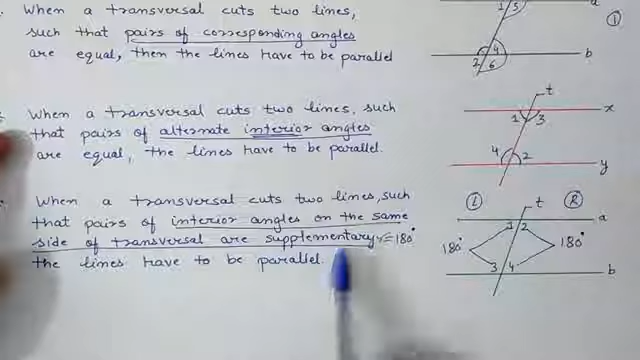 When a transversal cuts two lines,
such that pairs of corresponding angles
are equal, then the lines have to be parallel
1 5 a
①
4 b
2 6
When a transversal cuts two lines, such
that pairs of alternate interior angles
are equal, the lines have to be parallel.
t
x
1 3
4 2
y
When a transversal cuts two lines, such
that pairs of interior angles on the same
side of transversal are supplementary = 180°
the lines have to be parallel.
Ⓛ t Ⓡ
a
1 2
180° 180°
3 4 b